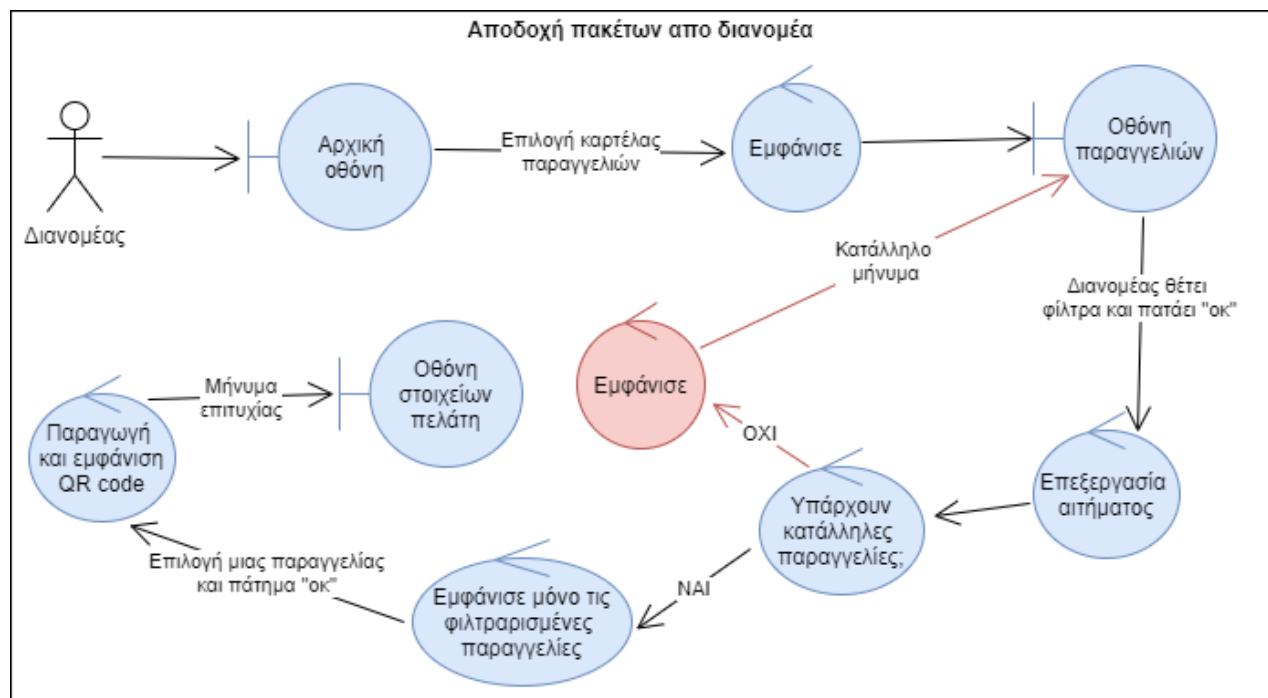 Αποδοχή πακέτων απο διανομέα
Διανομέας
Αρχική
οθόνη
Επιλογή καρτέλας
παραγγελιών
Εμφάνισε
Οθόνη
παραγγελιών
Κατάλληλο
μήνυμα
Διανομέας θέτει
φίλτρα και πατάει "οκ"
Εμφάνισε
ΟΧΙ
Επεξεργασία
αιτήματος
Υπάρχουν
κατάλληλες
παραγγελίες;
ΝΑΙ
Εμφάνισε μόνο τις
φιλτραρισμένες
παραγγελίες
Επιλογή μιας παραγγελίας
και πάτημα "οκ"
Παραγωγή
και εμφάνιση
QR code
Μήνυμα
επιτυχίας
Οθόνη
στοιχείων
πελάτη